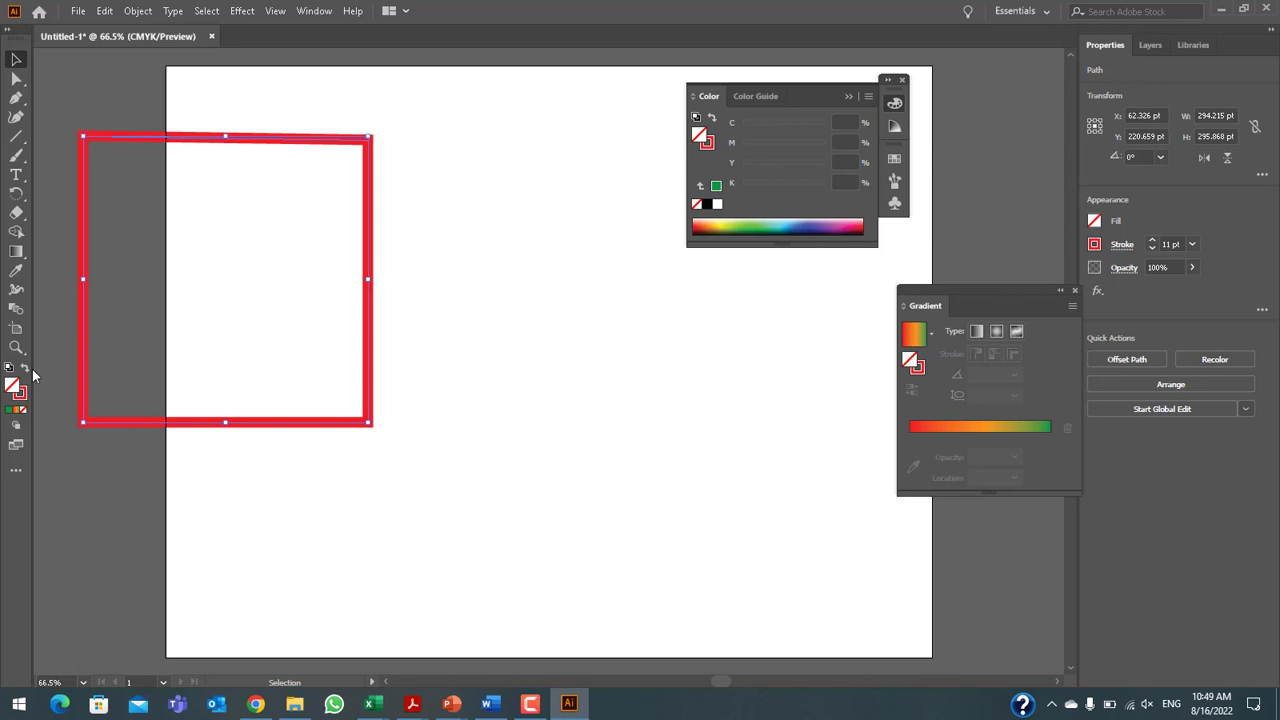 Ai File Edit Object Type Select Effect View Window Help Essentials Search Adobe Stock
Untitled-1* @ 66.5% (CMYK/Preview)
Properties Layers Libraries
Path
Transform
X: 62.326 pt W: 294.215 pt
Y: 220.659 pt H: 295.868 pt
0°
Appearance
Fill
Stroke 11 pt
Opacity 100%
fx.
Quick Actions
Offset Path Recolor
Arrange
Start Global Edit
Color Color Guide
C %
M %
Y %
K %
Gradient
Type:
Stroke:
Opacity:
Location:
T
66.5% 1 Selection
Ai
10:49 AM
ENG
8/16/2022